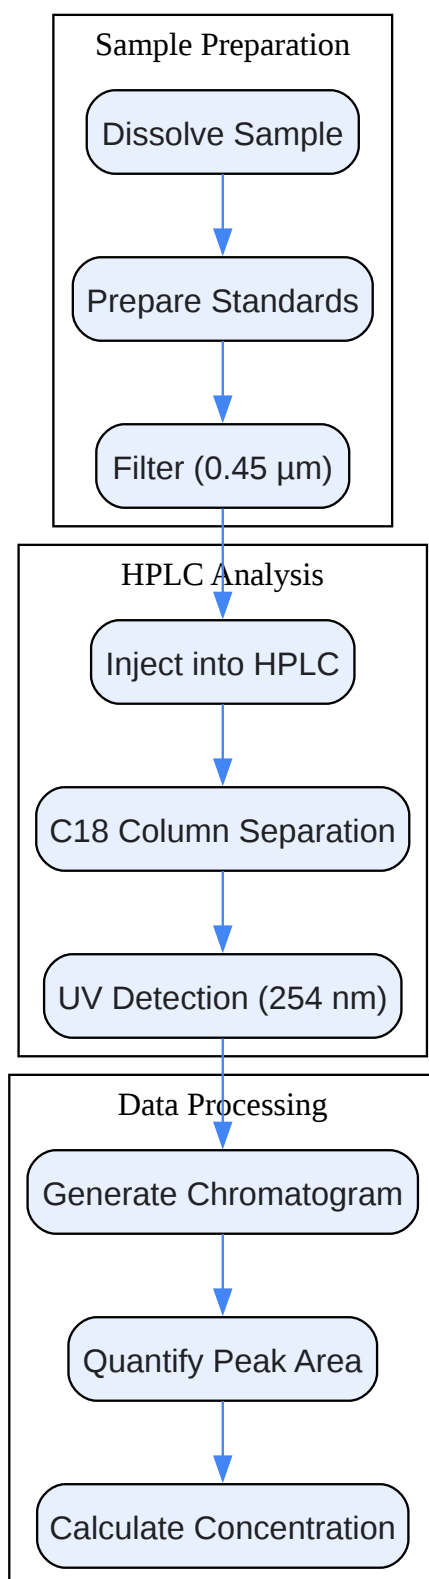 Sample Preparation
Dissolve Sample
Prepare Standards
Filter (0.45 µm)
HPLC Analysis
Inject into HPLC
C18 Column Separation
UV Detection (254 nm)
Data Processing
Generate Chromatogram
Quantify Peak Area
Calculate Concentration